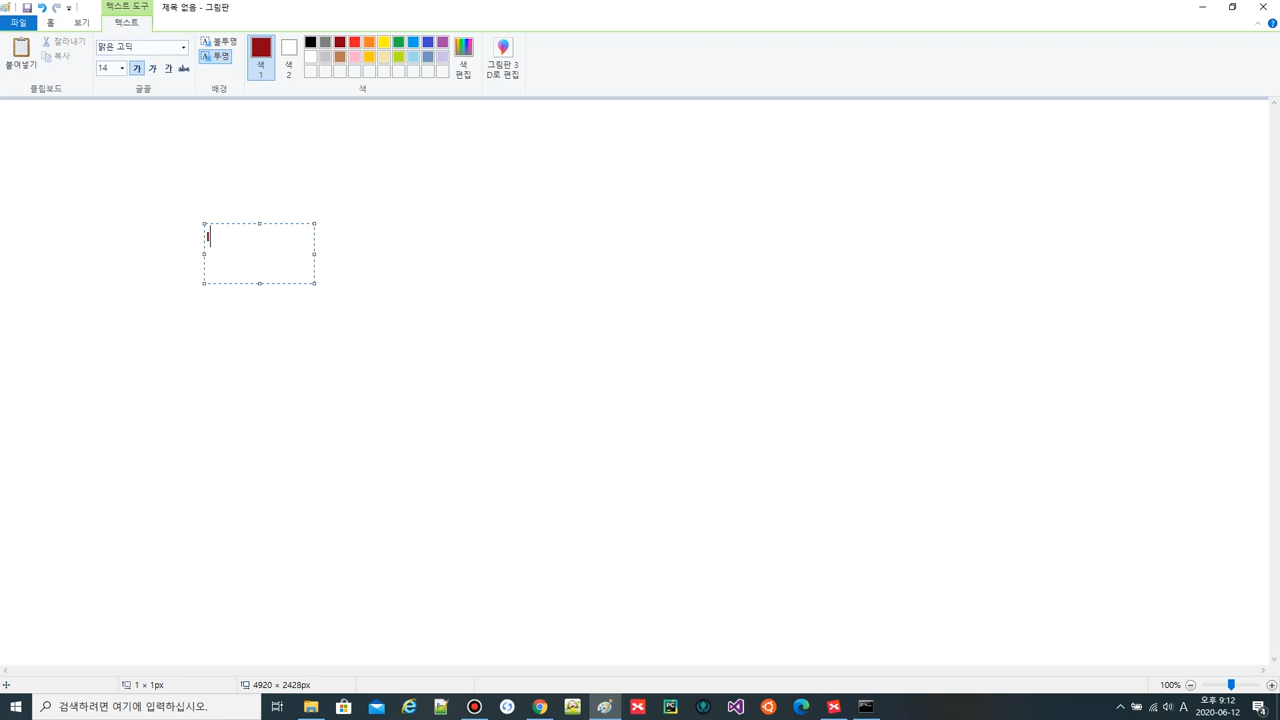 텍스트 도구
제목 없음 - 그림판
파일
홈
보기
텍스트
붙여넣기
잘라내기
복사
맑은 고딕
14
가
가
가
abc
불투명
투명
색
1
색
2
색
편집
그림판 3
D로 편집
클립보드
글꼴
배경
색
1 × 1px
4920 × 2428px
100%
검색하려면 여기에 입력하십시오.
A
오후 9:12
2020-06-12
4